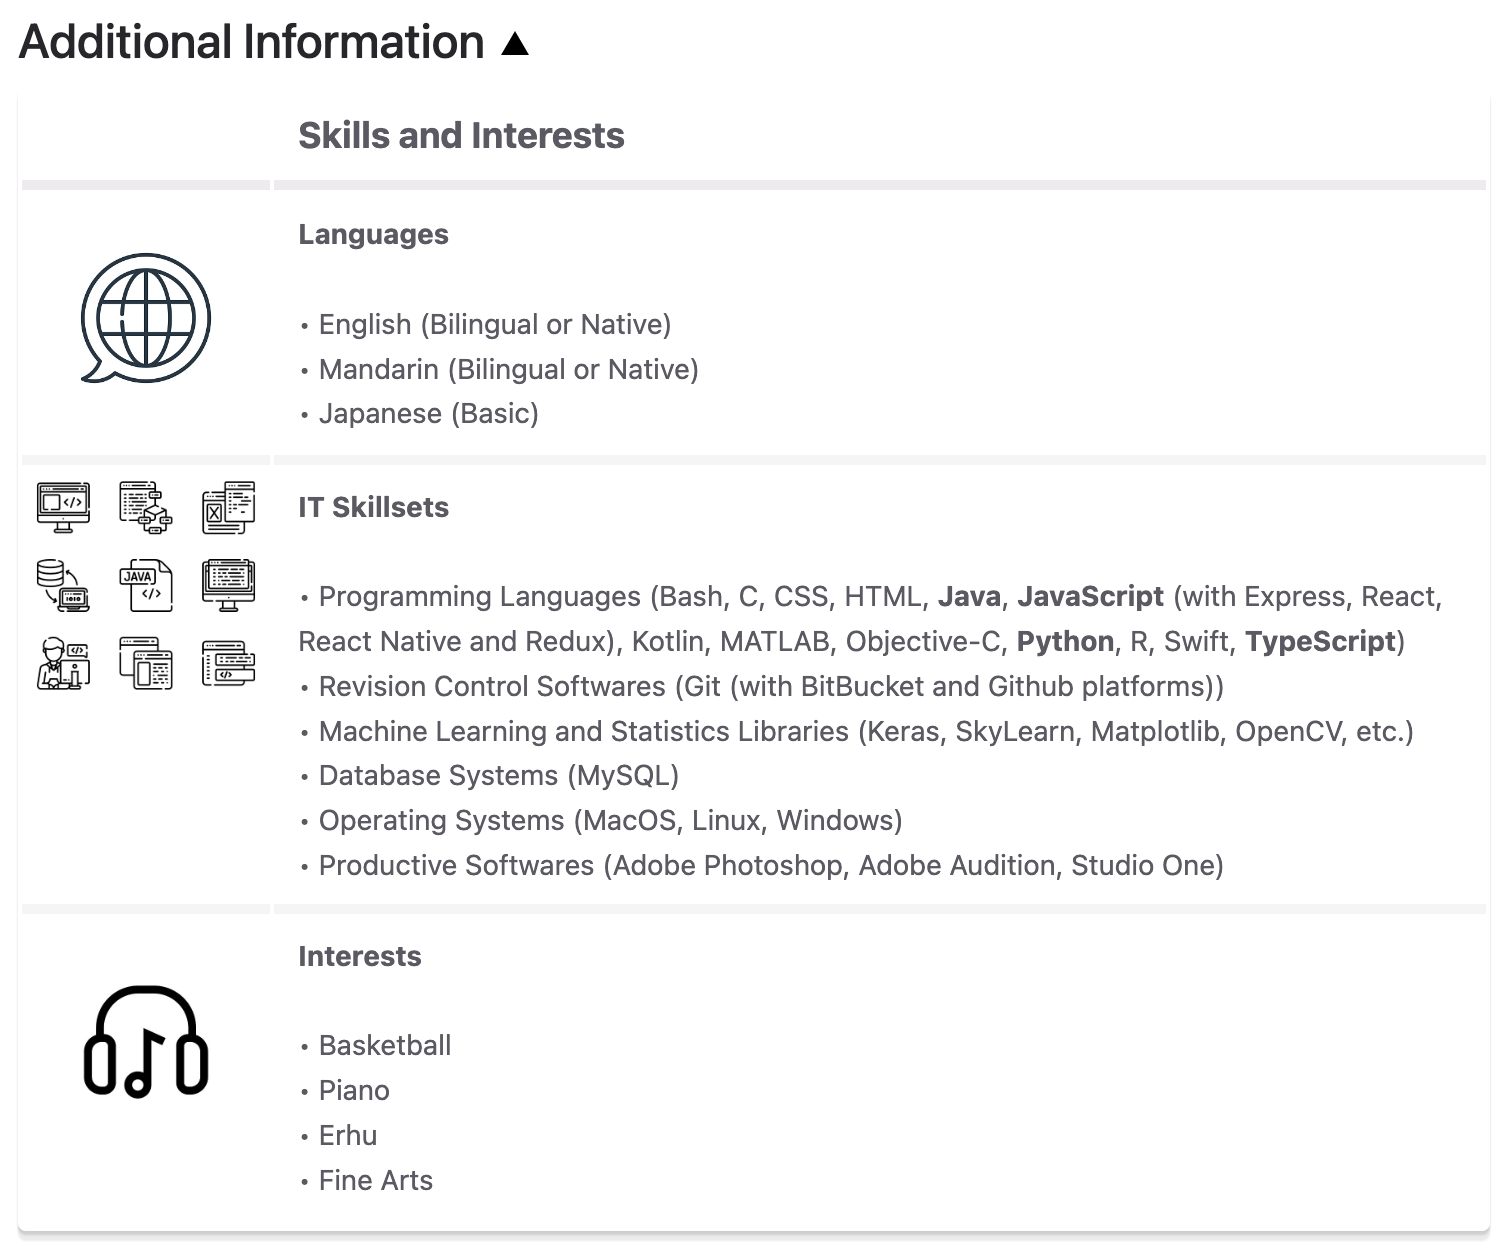 Additional Information ▲
Skills and Interests
Languages
• English (Bilingual or Native)
• Mandarin (Bilingual or Native)
• Japanese (Basic)
IT Skillsets
</>
JAVA
</>
1010
</>
</>
• Programming Languages (Bash, C, CSS, HTML, Java, JavaScript (with Express, React,
React Native and Redux), Kotlin, MATLAB, Objective-C, Python, R, Swift, TypeScript)
• Revision Control Softwares (Git (with BitBucket and Github platforms))
• Machine Learning and Statistics Libraries (Keras, SkyLearn, Matplotlib, OpenCV, etc.)
• Database Systems (MySQL)
• Operating Systems (MacOS, Linux, Windows)
• Productive Softwares (Adobe Photoshop, Adobe Audition, Studio One)
Interests
• Basketball
• Piano
• Erhu
• Fine Arts